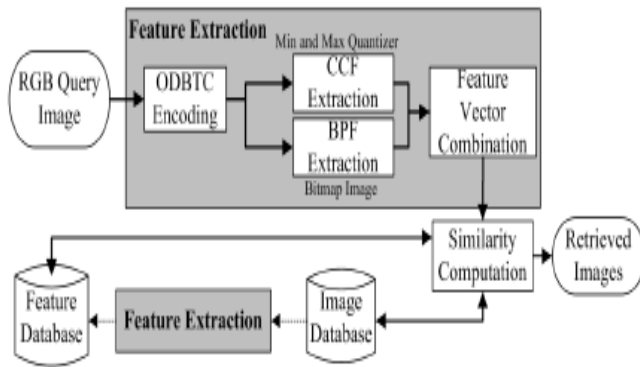 Feature Extraction
Min and Max Quantizer
RGB Query
Image
ODBTC
Encoding
CCF
Extraction
BPF
Extraction
Bitmap Image
Feature
Vector
Combination
Similarity
Computation
Retrieved
Images
Feature
Database
Feature Extraction
Image
Database